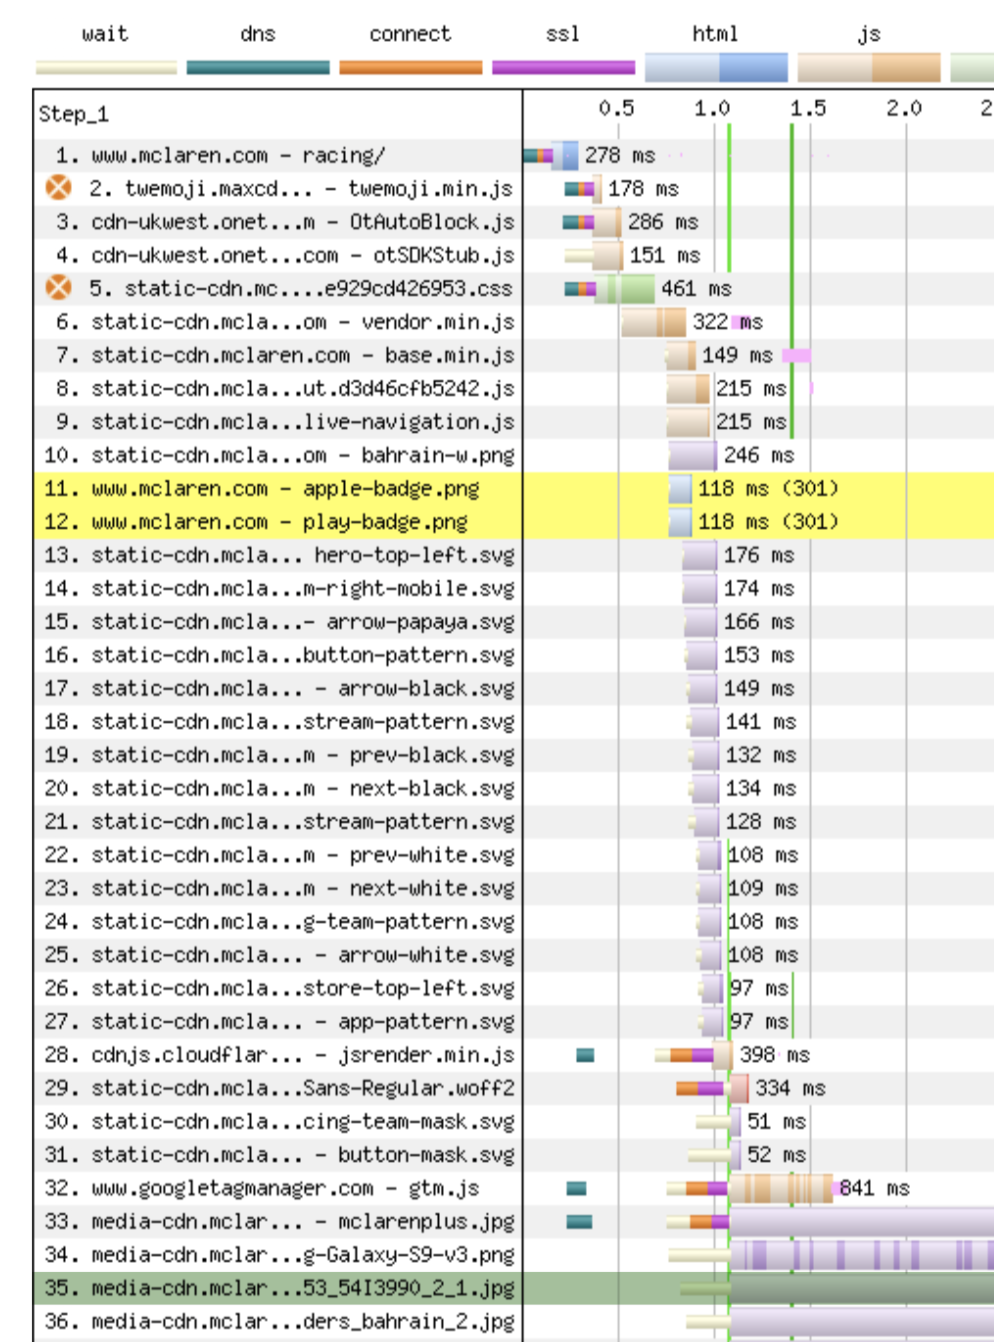 wait dns connect ssl html js
Step_1 0.5 1.0 1.5 2.0 2
1. www.mclaren.com - racing/ 278 ms
2. twemoji.maxcd... - twemoji.min.js 178 ms
3. cdn-ukwest.onet...m - OtAutoBlock.js 286 ms
4. cdn-ukwest.onet...com - otSDKStub.js 151 ms
5. static-cdn.mc....e929cd426953.css 461 ms
6. static-cdn.mcla...om - vendor.min.js 322 ms
7. static-cdn.mclaren.com - base.min.js 149 ms
8. static-cdn.mcla...ut.d3d46cfb5242.js 215 ms
9. static-cdn.mcla...live-navigation.js 215 ms
10. static-cdn.mcla...om - bahrain-w.png 246 ms
11. www.mclaren.com - apple-badge.png 118 ms (301)
12. www.mclaren.com - play-badge.png 118 ms (301)
13. static-cdn.mcla... hero-top-left.svg 176 ms
14. static-cdn.mcla...m-right-mobile.svg 174 ms
15. static-cdn.mcla...- arrow-papaya.svg 166 ms
16. static-cdn.mcla...button-pattern.svg 153 ms
17. static-cdn.mcla... - arrow-black.svg 149 ms
18. static-cdn.mcla...stream-pattern.svg 141 ms
19. static-cdn.mcla...m - prev-black.svg 132 ms
20. static-cdn.mcla...m - next-black.svg 134 ms
21. static-cdn.mcla...stream-pattern.svg 128 ms
22. static-cdn.mcla...m - prev-white.svg 108 ms
23. static-cdn.mcla...m - next-white.svg 109 ms
24. static-cdn.mcla...g-team-pattern.svg 108 ms
25. static-cdn.mcla... - arrow-white.svg 108 ms
26. static-cdn.mcla...store-top-left.svg 97 ms
27. static-cdn.mcla... - app-pattern.svg 97 ms
28. cdnjs.cloudflar... - jsrender.min.js 398 ms
29. static-cdn.mcla...Sans-Regular.woff2 334 ms
30. static-cdn.mcla...cing-team-mask.svg 51 ms
31. static-cdn.mcla... - button-mask.svg 52 ms
32. www.googletagmanager.com - gtm.js 841 ms
33. media-cdn.mclar... - mclarenplus.jpg
34. media-cdn.mclar...g-Galaxy-S9-v3.png
35. media-cdn.mclar...53_54I3990_2_1.jpg
36. media-cdn.mclar...ders_bahrain_2.jpg